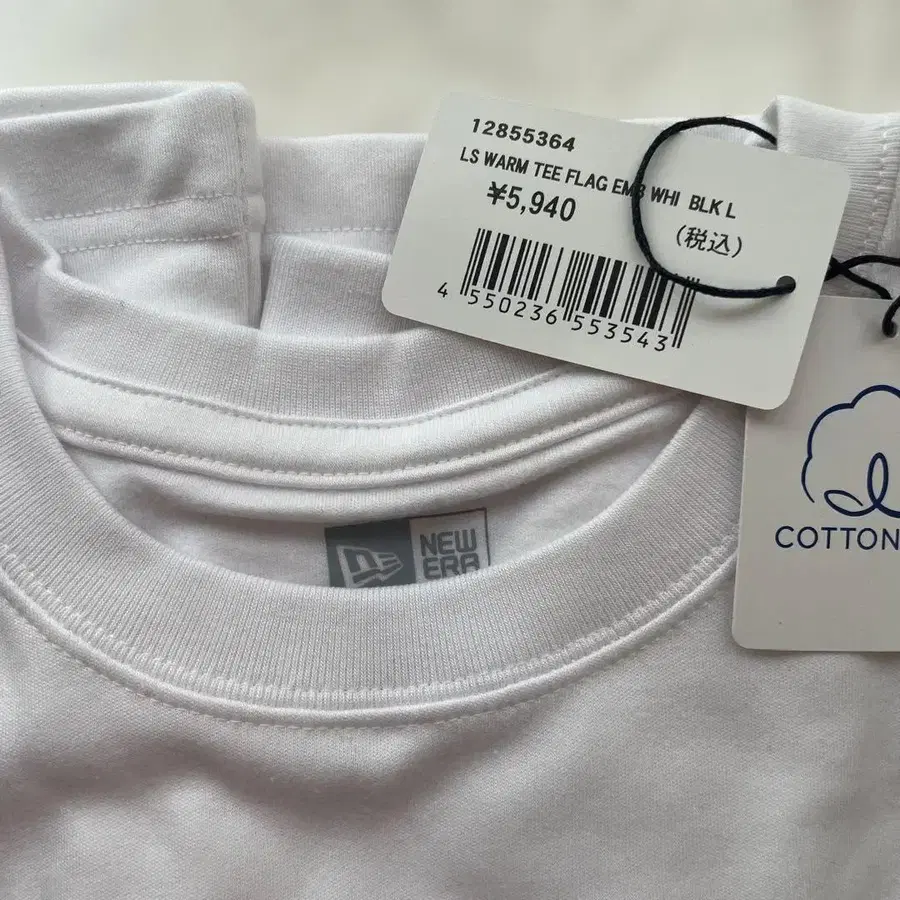 12855364
LS WARM TEE FLAG EMB WHI BLK L
¥5,940
(税込)
4 550236 553543
NEW
ERA
COTTON